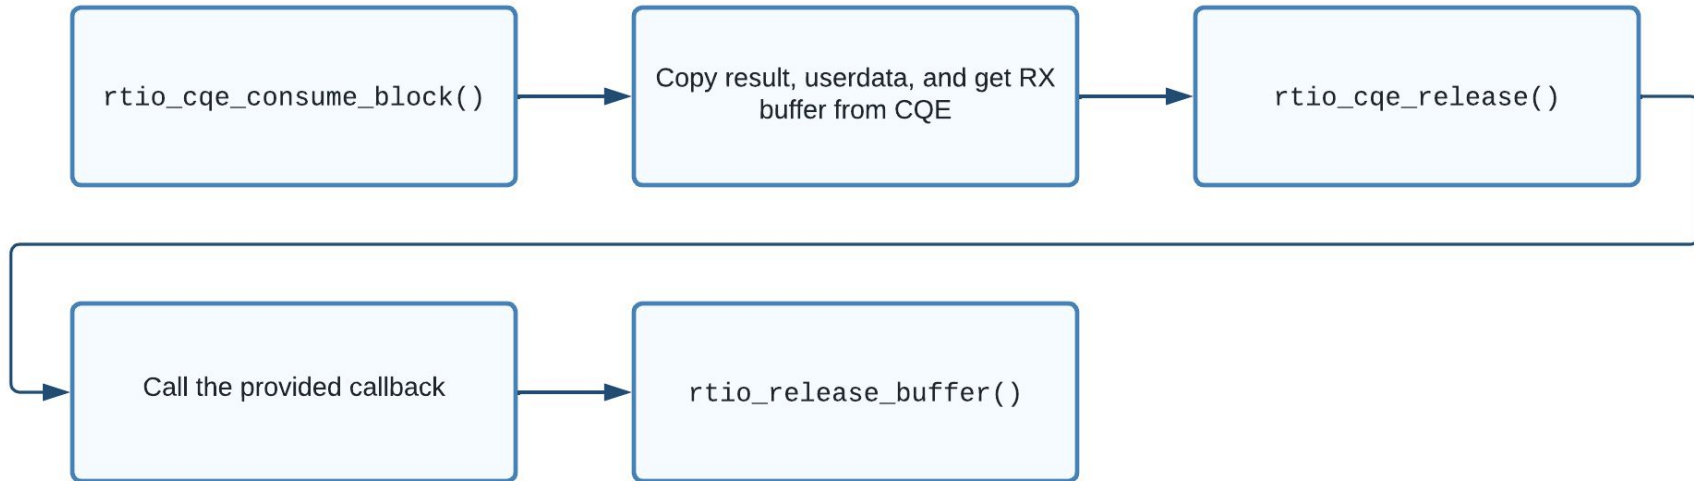 rtio_cqe_consume_block()
Copy result, userdata, and get RX
buffer from CQE
rtio_cqe_release()
Call the provided callback
rtio_release_buffer()